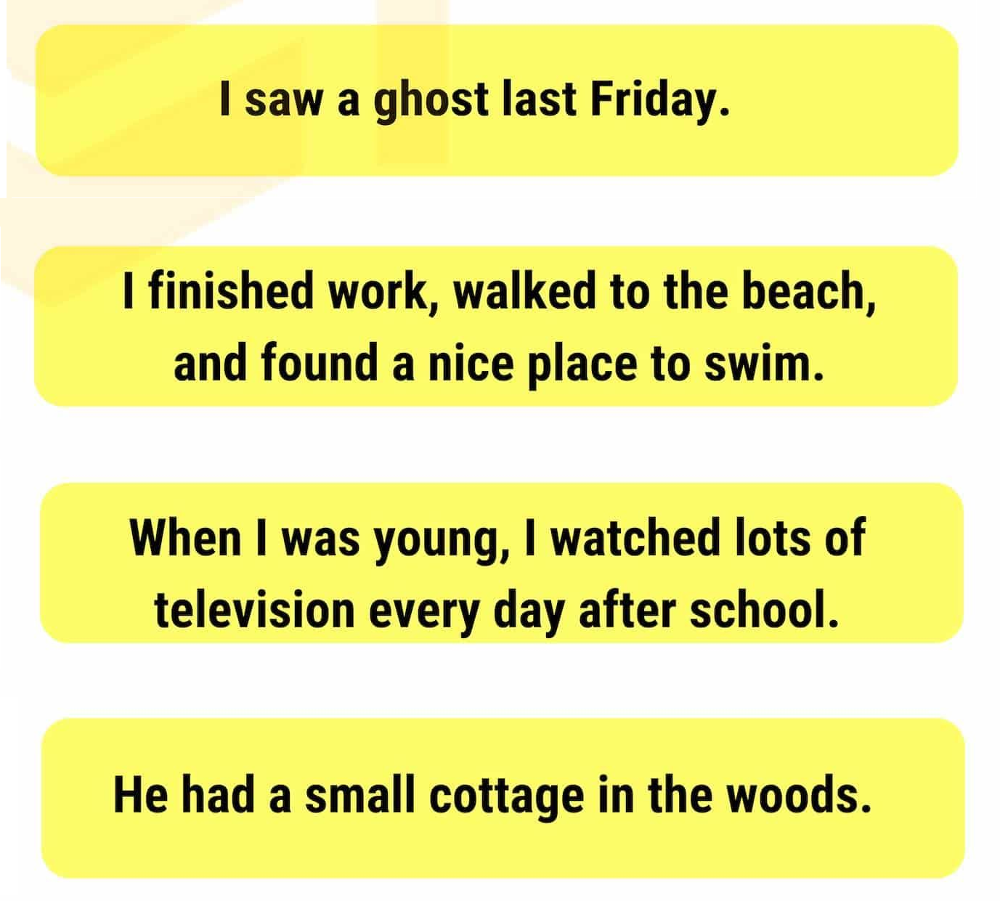 I saw a ghost last Friday.
I finished work, walked to the beach,
and found a nice place to swim.
When I was young, I watched lots of
television every day after school.
He had a small cottage in the woods.